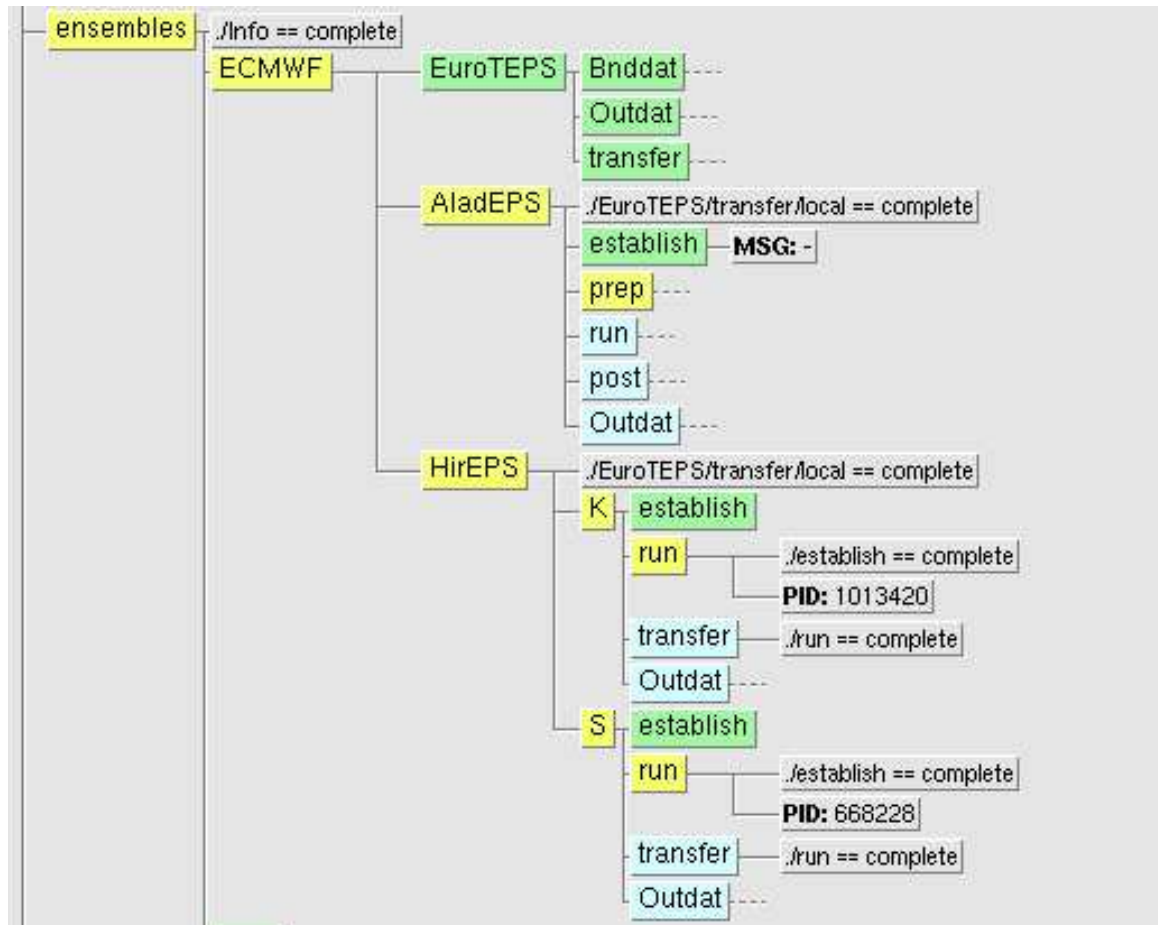 ensembles ./Info == complete
ECMWF EuroTEPS Bnddat
Outdat
transfer
AladEPS ./EuroTEPS/transfer/local == complete
establish MSG: -
prep
run
post
Outdat
HirEPS ./EuroTEPS/transfer/local == complete
K establish
run ./establish == complete
PID: 1013420
transfer ./run == complete
Outdat
S establish
run ./establish == complete
PID: 668228
transfer ./run == complete
Outdat